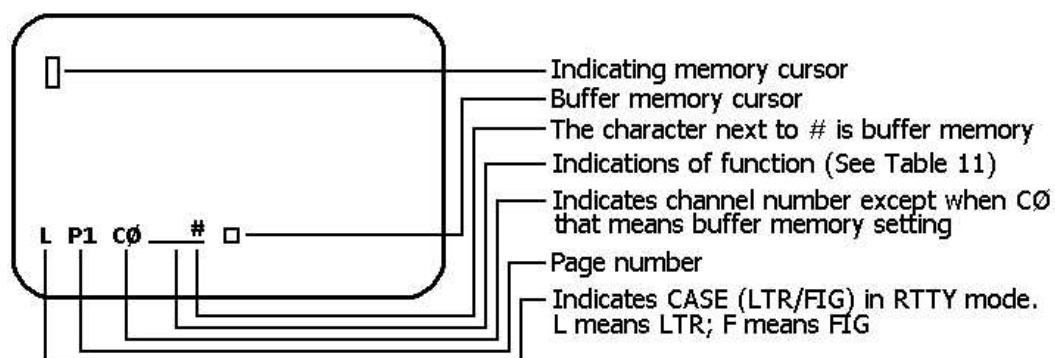 Indicating memory cursor
Buffer memory cursor
The character next to # is buffer memory
Indications of function (See Table 11)
Indicates channel number except when CØ
that means buffer memory setting
L P1 CØ #
Page number
Indicates CASE (LTR/FIG) in RTTY mode.
L means LTR; F means FIG